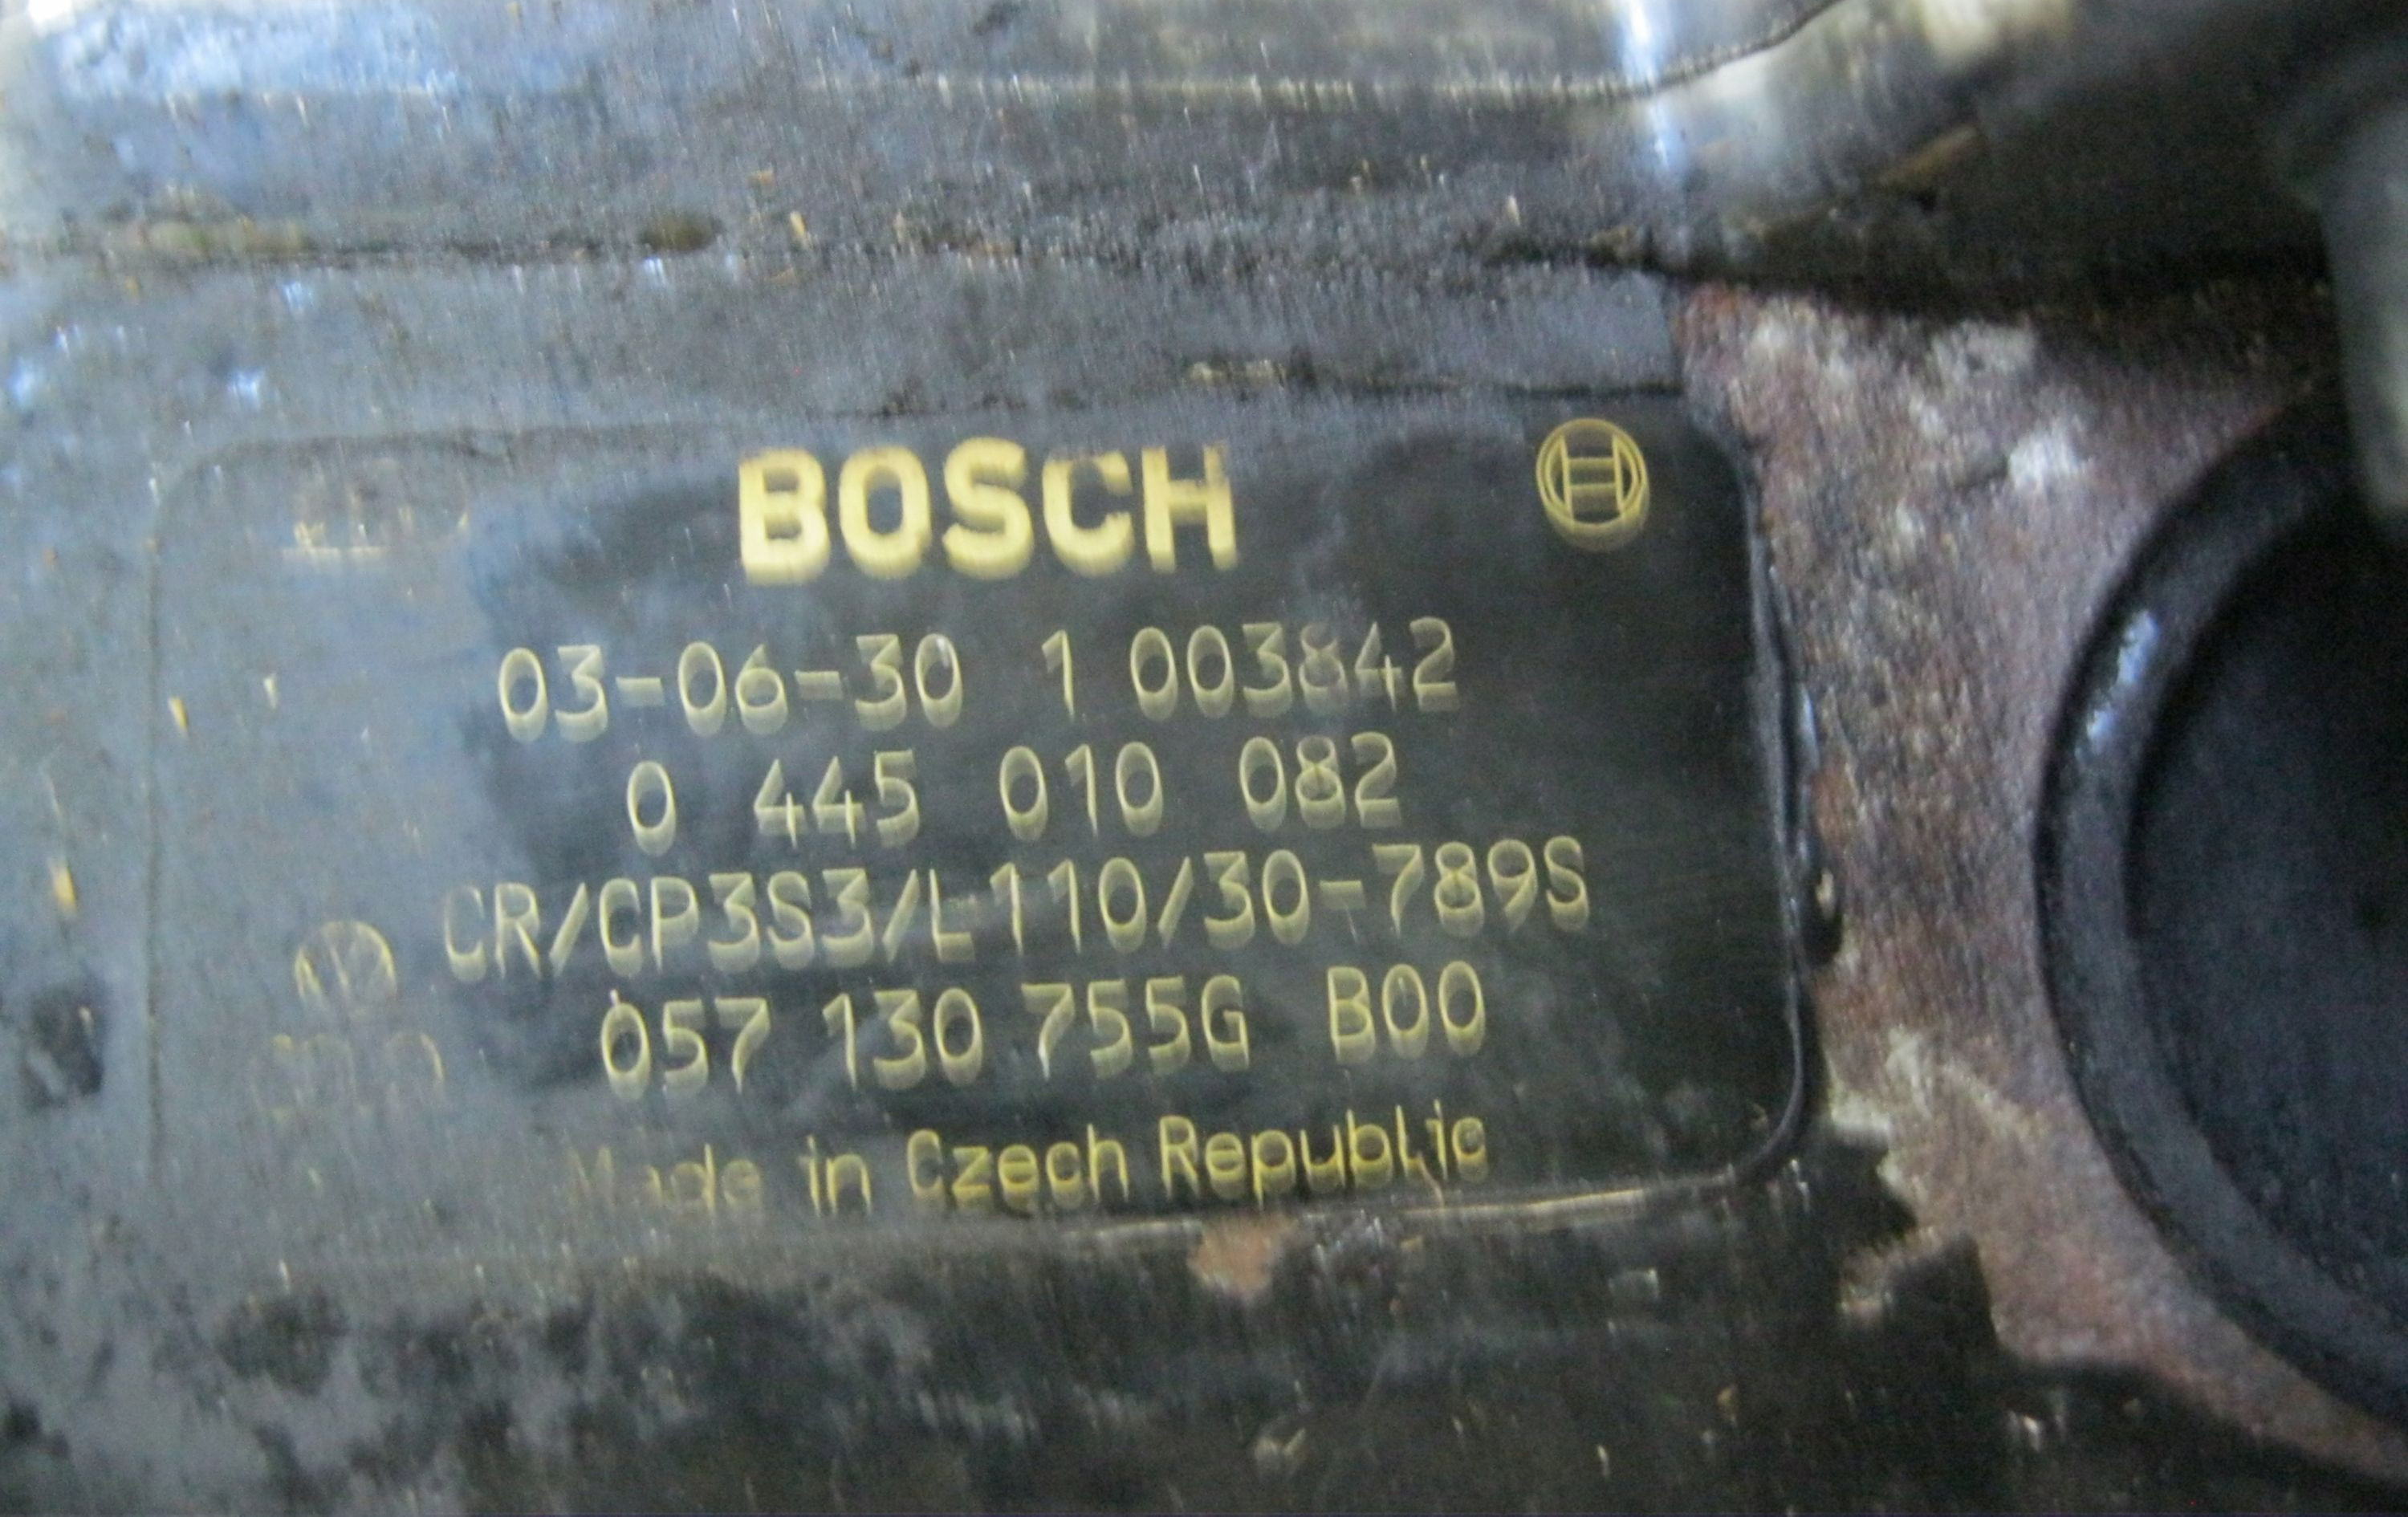 BOSCH
03-06-30 1 003842
0 445 010 082
CR/CP3S3/L110/30-789S
057 130 755G B00
Made in Czech Republic